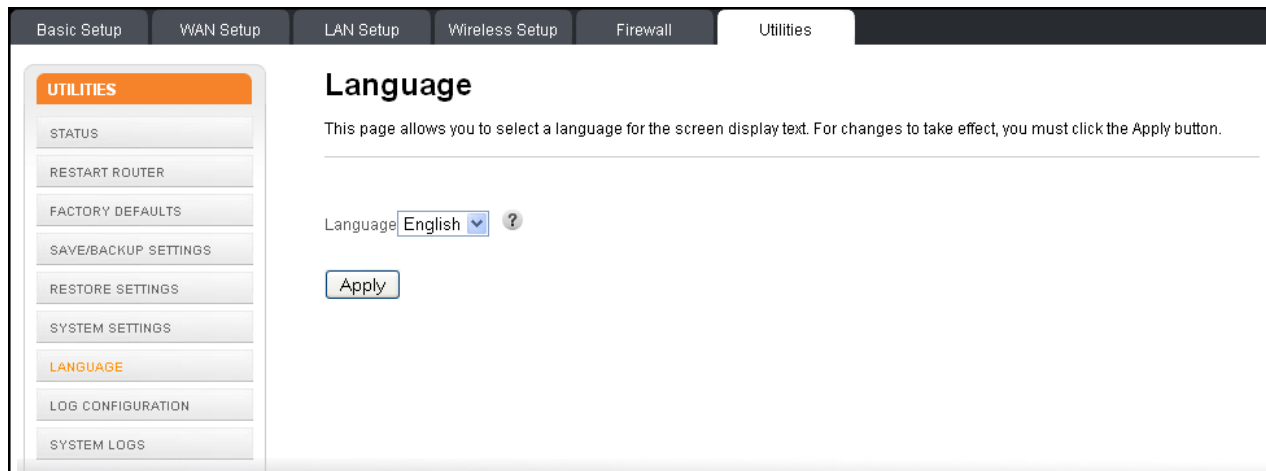 Basic Setup WAN Setup LAN Setup Wireless Setup Firewall Utilities
UTILITIES
STATUS
RESTART ROUTER
FACTORY DEFAULTS
SAVE/BACKUP SETTINGS
RESTORE SETTINGS
SYSTEM SETTINGS
LANGUAGE
LOG CONFIGURATION
SYSTEM LOGS
Language
This page allows you to select a language for the screen display text. For changes to take effect, you must click the Apply button.
Language English ?
Apply